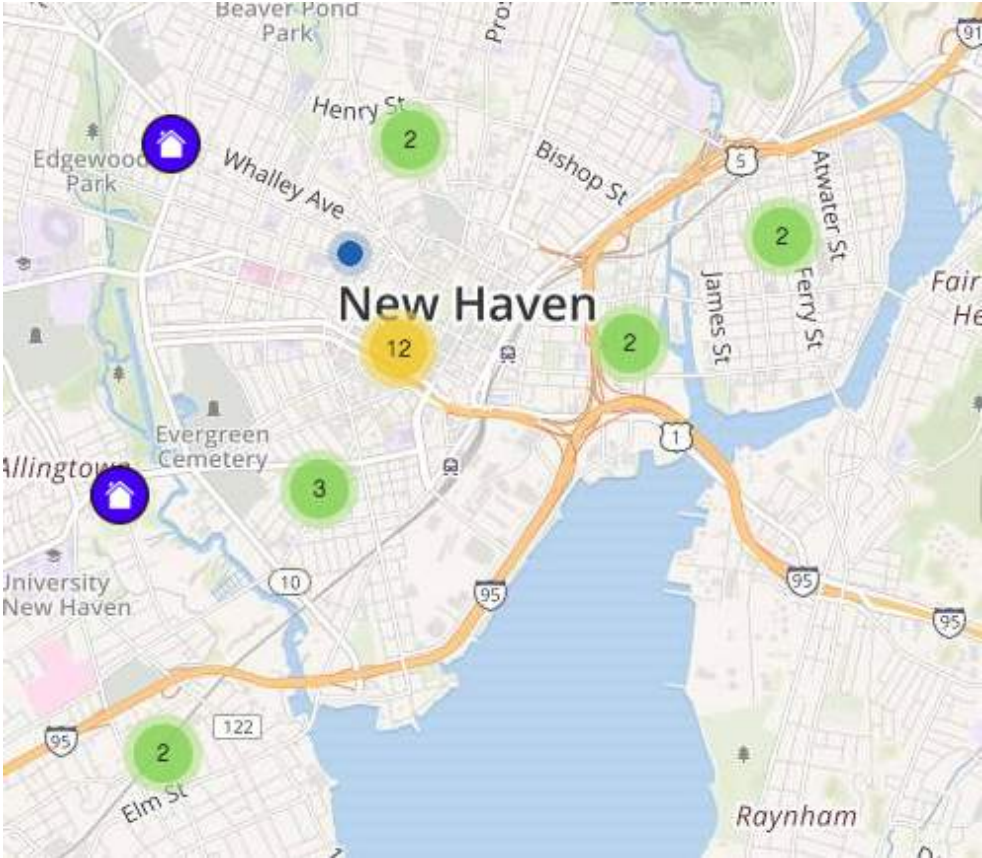 Beaver Pond
Park
91
Henry St
2
Edgewood
Park
Whalley Ave
Bishop St
5
Atwater St
2
New Haven
James St
Ferry St
Fair
He
12
2
1
Evergreen
Cemetery
Allingtown
3
University
New Haven
10
95
95
95
122
95
2
Elm St
Raynham